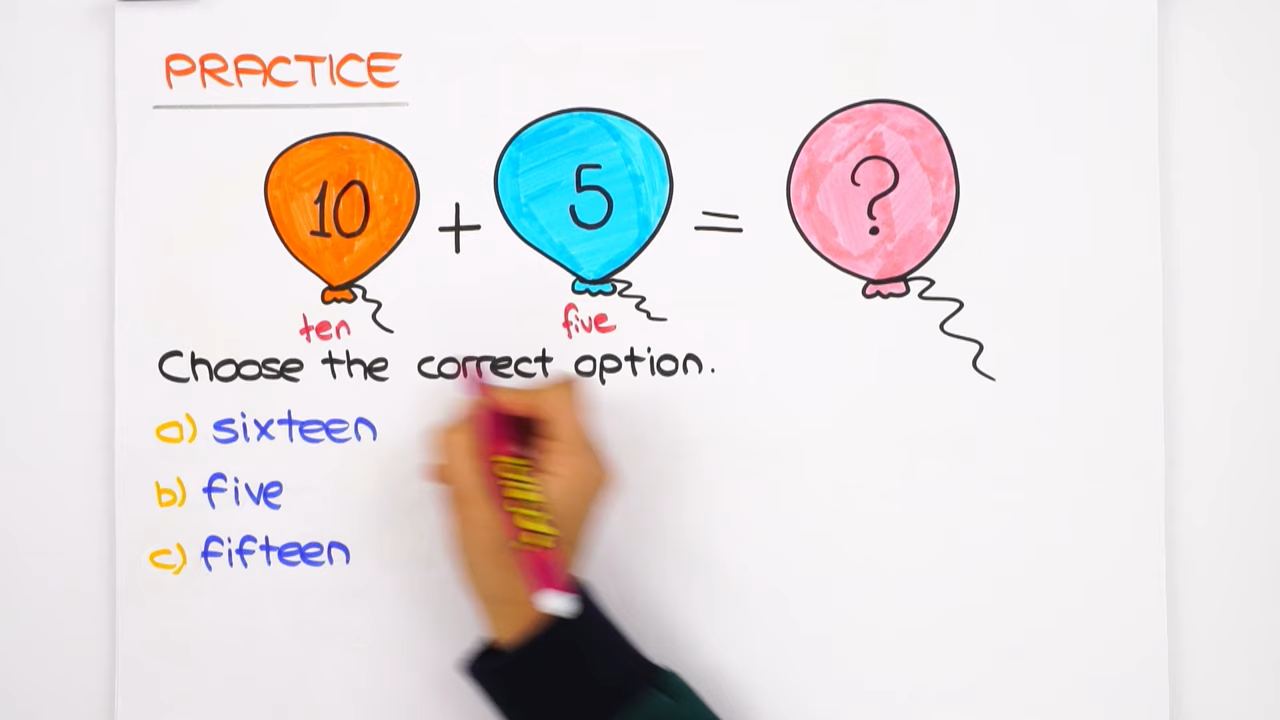 PRACTICE
10 + 5 = ?
ten five
Choose the correct option.
a) sixteen
b) five
c) fifteen